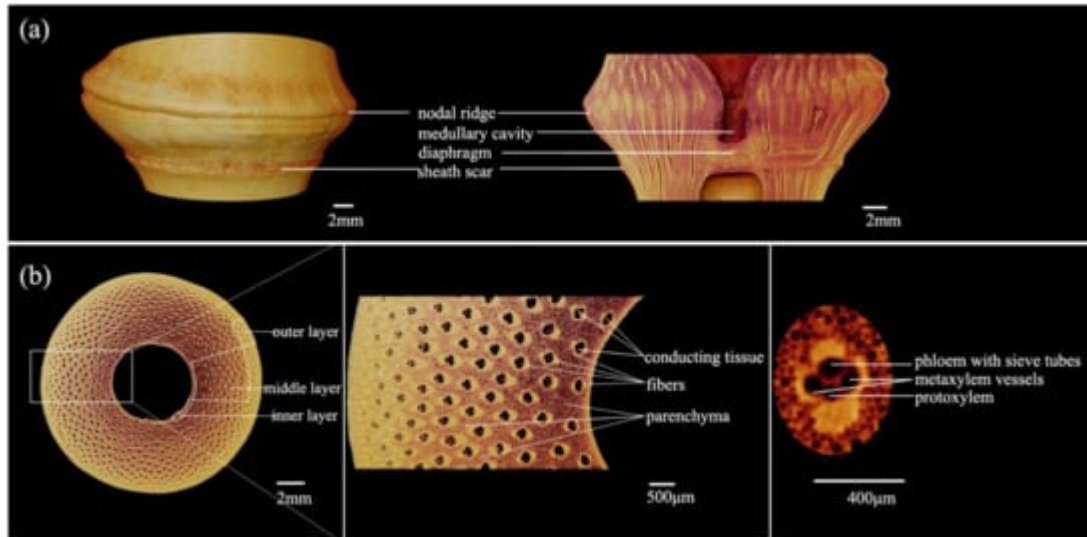 (a)
nodal ridge
medullary cavity
diaphragm
sheath scar
2mm
2mm
(b)
outer layer
middle layer
inner layer
2mm
conducting tissue
fibers
parenchyma
500μm
phloem with sieve tubes
metaxylem vessels
protoxylem
400μm